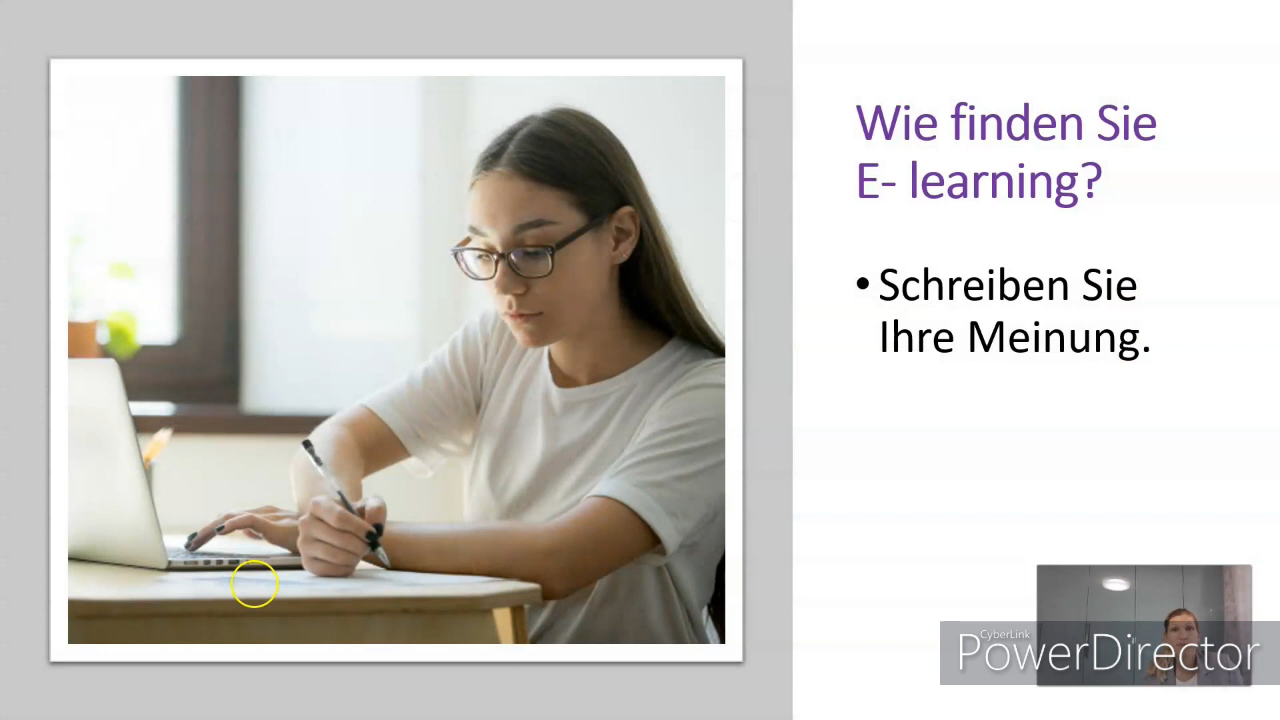 Wie finden Sie
E- learning?
• Schreiben Sie
Ihre Meinung.
CyberLink
PowerDirector